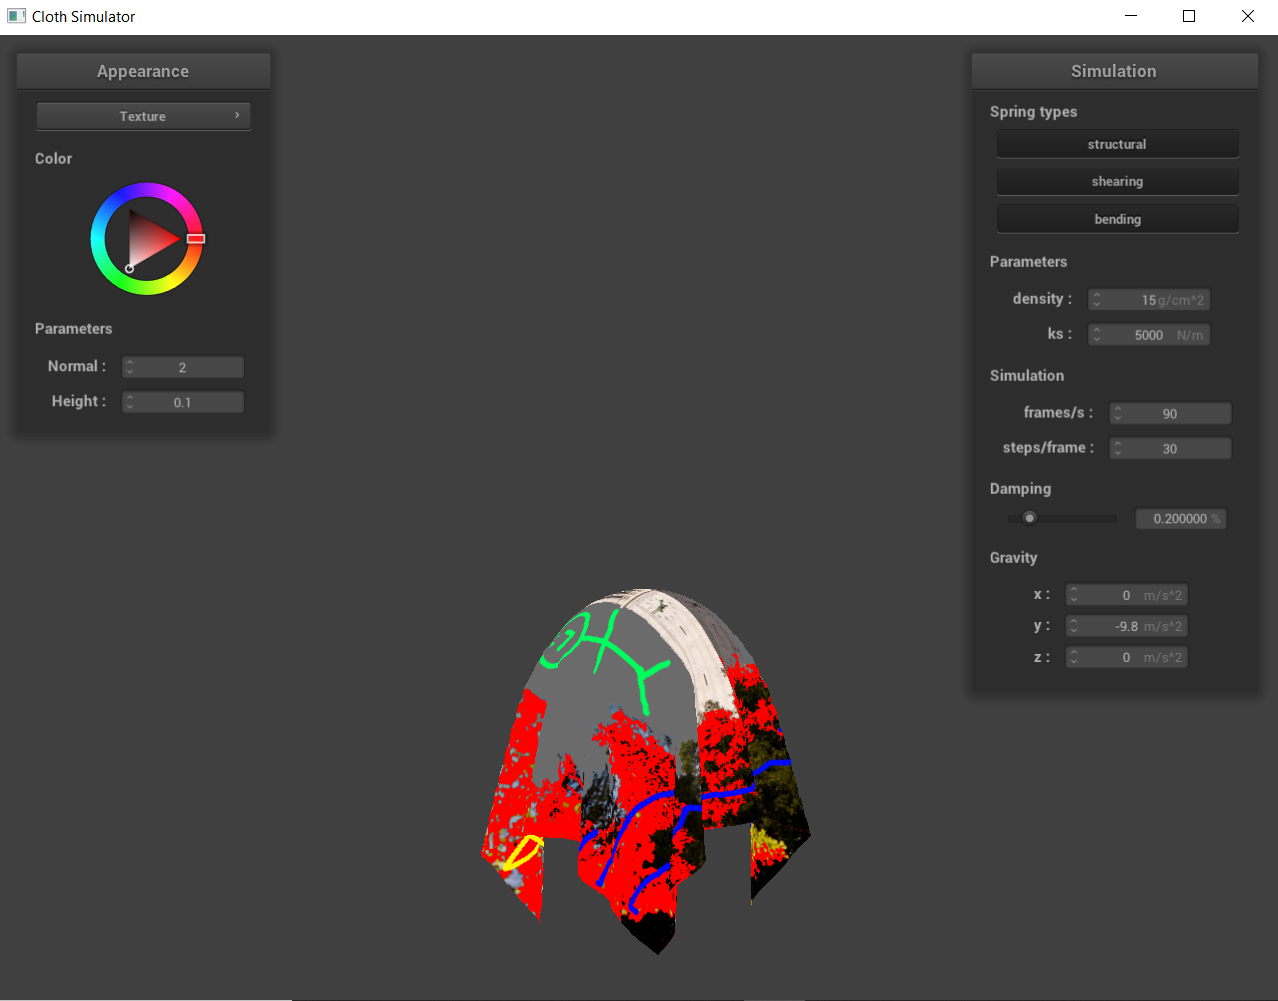 Cloth Simulator
Appearance
Texture
Color
Parameters
Normal : 2
Height : 0.1
Simulation
Spring types
structural
shearing
bending
Parameters
density : 15 g/cm^2
ks : 5000 N/m
Simulation
frames/s : 90
steps/frame : 30
Damping
0.200000 %
Gravity
x : 0 m/s^2
y : -9.8 m/s^2
z : 0 m/s^2